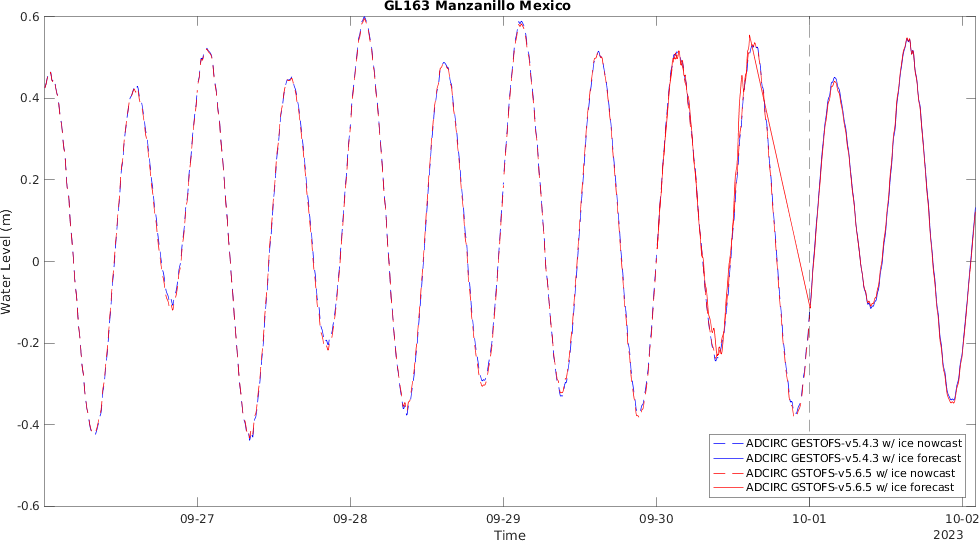 GL163 Manzanillo Mexico
0.6
0.4
0.2
0
-0.2
-0.4
-0.6
Water Level (m)
ADCIRC GESTOFS-v5.4.3 w/ ice nowcast
ADCIRC GESTOFS-v5.4.3 w/ ice forecast
ADCIRC GSTOFS-v5.6.5 w/ ice nowcast
ADCIRC GSTOFS-v5.6.5 w/ ice forecast
09-27 09-28 09-29 09-30 10-01 10-02
Time
2023